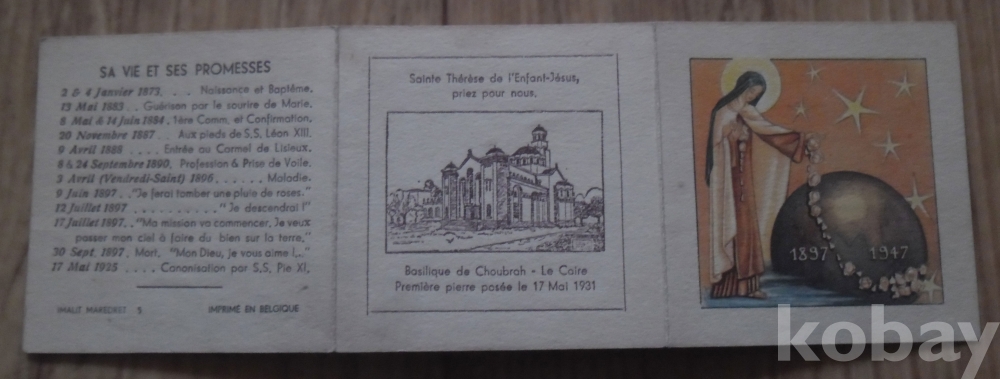 SA VIE ET SES PROMESSES
2 & 4 Janvier 1873. . . Naissance et Baptême.
13 Mai 1883. . Guérison par le sourire de Marie.
8 Mai & 14 Juin 1884, 1ère Comm. et Confirmation.
20 Novembre 1887 . . Aux pieds de S.S. Léon XIII.
9 Avril 1888 . . . . Entrée au Carmel de Lisieux.
8 & 24 Septembre 1890, Profession & Prise de Voile.
3 Avril (Vendredi-Saint) 1896 . . . . . . Maladie.
9 Juin 1897. . "Je ferai tomber une pluie de roses."
12 Juillet 1897 . . . . . . . . . . "Je descendrai !"
17 Juillet 1897. . "Ma mission va commencer, Je veux
passer mon ciel à faire du bien sur la terre."
30 Sept. 1897. Mort. "Mon Dieu, je vous aime !..."
17 Mai 1925 . . . . Canonisation par S.S. Pie XI.
IMALIT MAREDRET 5 IMPRIMÉ EN BELGIQUE
Sainte Thérèse de l'Enfant-Jésus,
priez pour nous.
Basilique de Choubrah - Le Caire
Première pierre posée le 17 Mai 1931
1897 1947
kobay